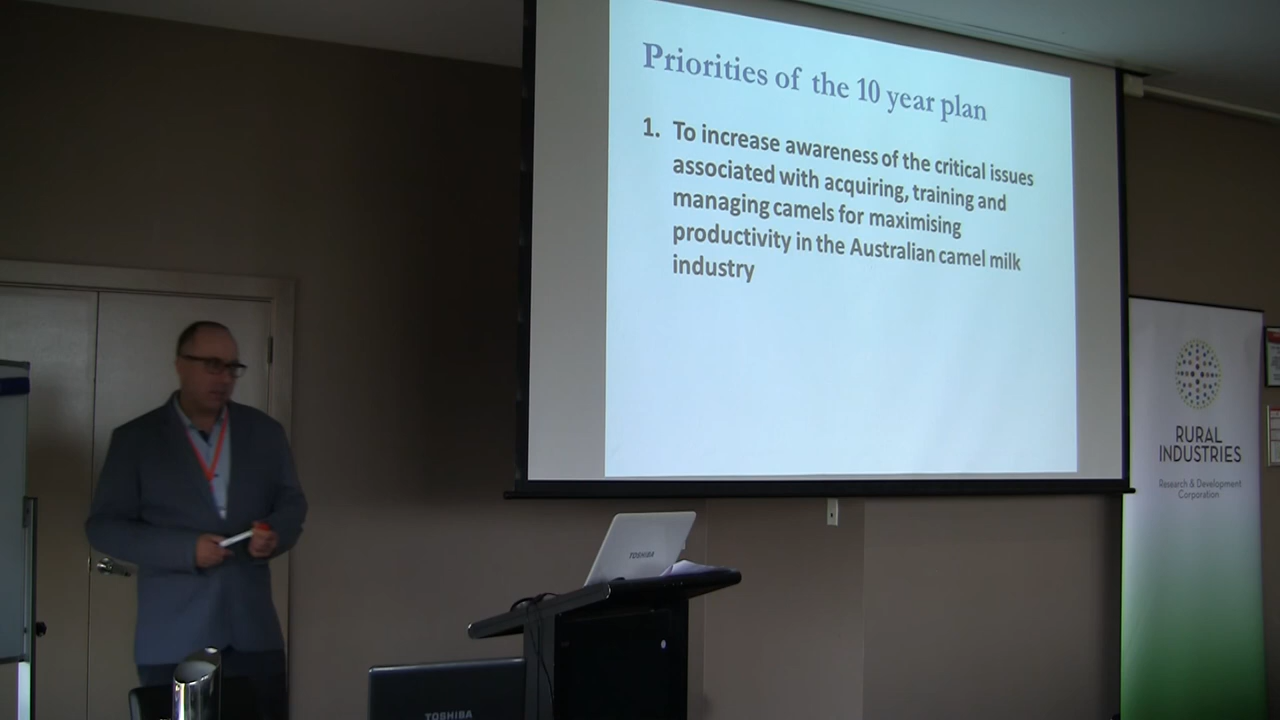 Priorities of the 10 year plan
1. To increase awareness of the critical issues
associated with acquiring, training and
managing camels for maximising
productivity in the Australian camel milk
industry
RURAL
INDUSTRIES
Research & Development
Corporation
TOSHIBA
TOSHIBA